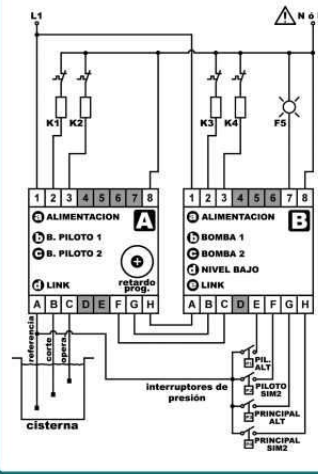 L1
N ó
K1 K2
K3 K4
F5
1 2 3 4 5 6 7 8
1 2 3 4 5 6 7 8
a ALIMENTACION
A
b B. PILOTO 1
c B. PILOTO 2
retardo
prog.
d LINK
A B C D E F G H
a ALIMENTACION
B
b BOMBA 1
c BOMBA 2
d NIVEL BAJO
e LINK
A B C D E F G H
referencia
corte
opera.
cisterna
interruptores de
presión
PIL.
ALT
PILOTO
SIM2
PRINCIPAL
ALT
PRINCIPAL
SIM2